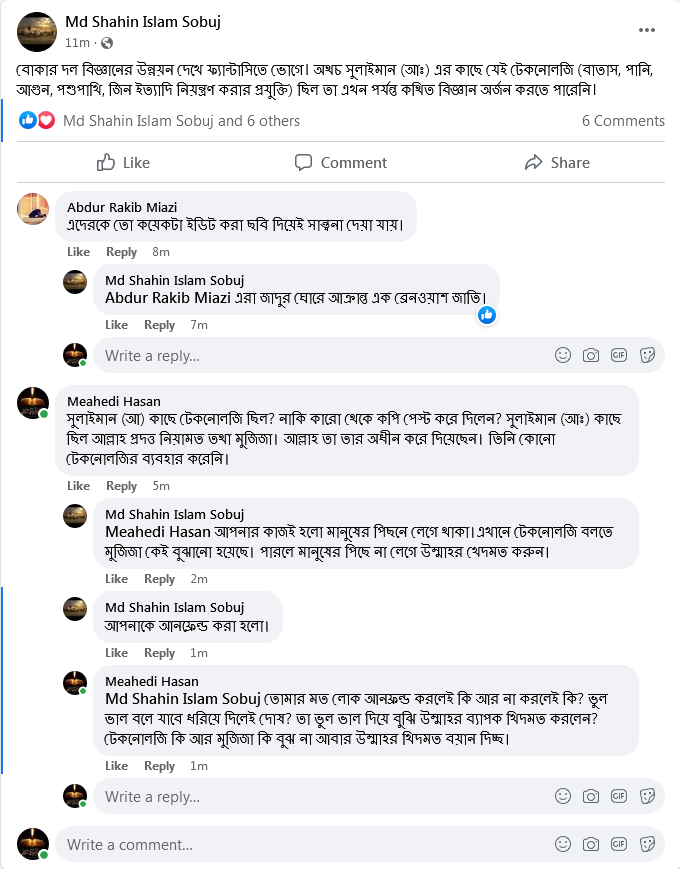 Md Shahin Islam Sobuj
11m ·
বোকার দল বিজ্ঞানের উন্নয়ন দেখে ফ্যান্টাসিতে ভোগে। অথচ সুলাইমান (আঃ) এর কাছে যেই টেকনোলজি (বাতাস, পানি,
আগুন, পশুপাখি, জিন ইত্যাদি নিয়ন্ত্রণ করার প্রযুক্তি) ছিল তা এখন পর্যন্ত কথিত বিজ্ঞান অর্জন করতে পারেনি।
Md Shahin Islam Sobuj and 6 others 6 Comments
Like Comment Share
Abdur Rakib Miazi
এদেরকে তো কয়েকটা ইডিট করা ছবি দিয়েই সান্ত্বনা দেয়া যায়।
Like Reply 8m
Md Shahin Islam Sobuj
Abdur Rakib Miazi এরা জাদুর ঘোরে আক্রান্ত এক ব্রেনওয়াশ জাতি।
Like Reply 7m
Write a reply...
GIF
Meahedi Hasan
সুলাইমান (আ) কাছে টেকনোলজি ছিল? নাকি কারো থেকে কপি পেস্ট করে দিলেন? সুলাইমান (আঃ) কাছে
ছিল আল্লাহ প্রদত্ত নিয়ামত তথা মুজিজা। আল্লাহ তা তার অধীন করে দিয়েছেন। তিনি কোনো
টেকনোলজির ব্যবহার করেনি।
Like Reply 5m
Md Shahin Islam Sobuj
Meahedi Hasan আপনার কাজই হলো মানুষের পিছনে লেগে থাকা।এখানে টেকনোলজি বলতে
মুজিজা কেই বুঝানো হয়েছে। পারলে মানুষের পিছে না লেগে উম্মাহর খেদমত করুন।
Like Reply 2m
Md Shahin Islam Sobuj
আপনাকে আনফ্রেন্ড করা হলো।
Like Reply 1m
Meahedi Hasan
Md Shahin Islam Sobuj তোমার মত লোক আনফ্রন্ড করলেই কি আর না করলেই কি? ভুল
ভাল বলে যাবে ধরিয়ে দিলেই দোষ? তা ভুল ভাল দিয়ে বুঝি উম্মাহর ব্যাপক খিদমত করলেন?
টেকনোলজি কি আর মুজিজা কি বুঝ না আবার উম্মাহর খিদমত বয়ান দিচ্ছ।
Like Reply 1m
Write a reply...
GIF
Write a comment...
GIF